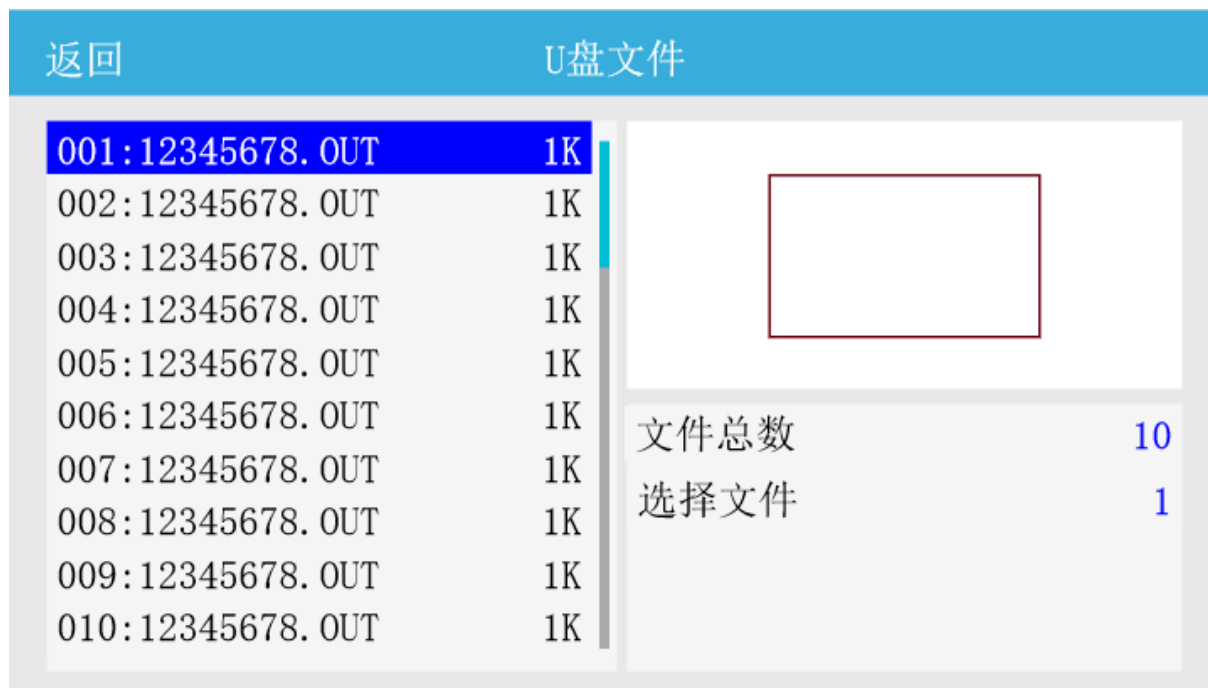 返回 U盘文件
001:12345678.OUT 1K
002:12345678.OUT 1K
003:12345678.OUT 1K
004:12345678.OUT 1K
005:12345678.OUT 1K
006:12345678.OUT 1K
007:12345678.OUT 1K
008:12345678.OUT 1K
009:12345678.OUT 1K
010:12345678.OUT 1K
文件总数 10
选择文件 1